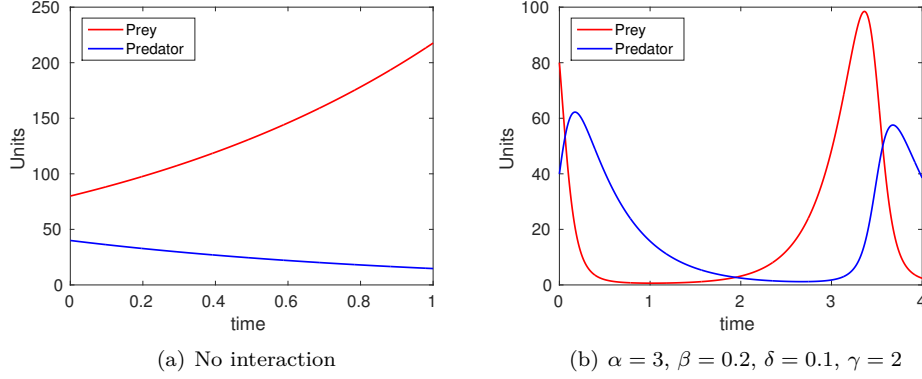 250
200
150
100
50
0
Units
Prey
Predator
0 0.2 0.4 0.6 0.8 1
time
(a) No interaction
100
80
60
40
20
0
Units
Prey
Predator
0 1 2 3 4
time
(b) α = 3, β = 0.2, δ = 0.1, γ = 2